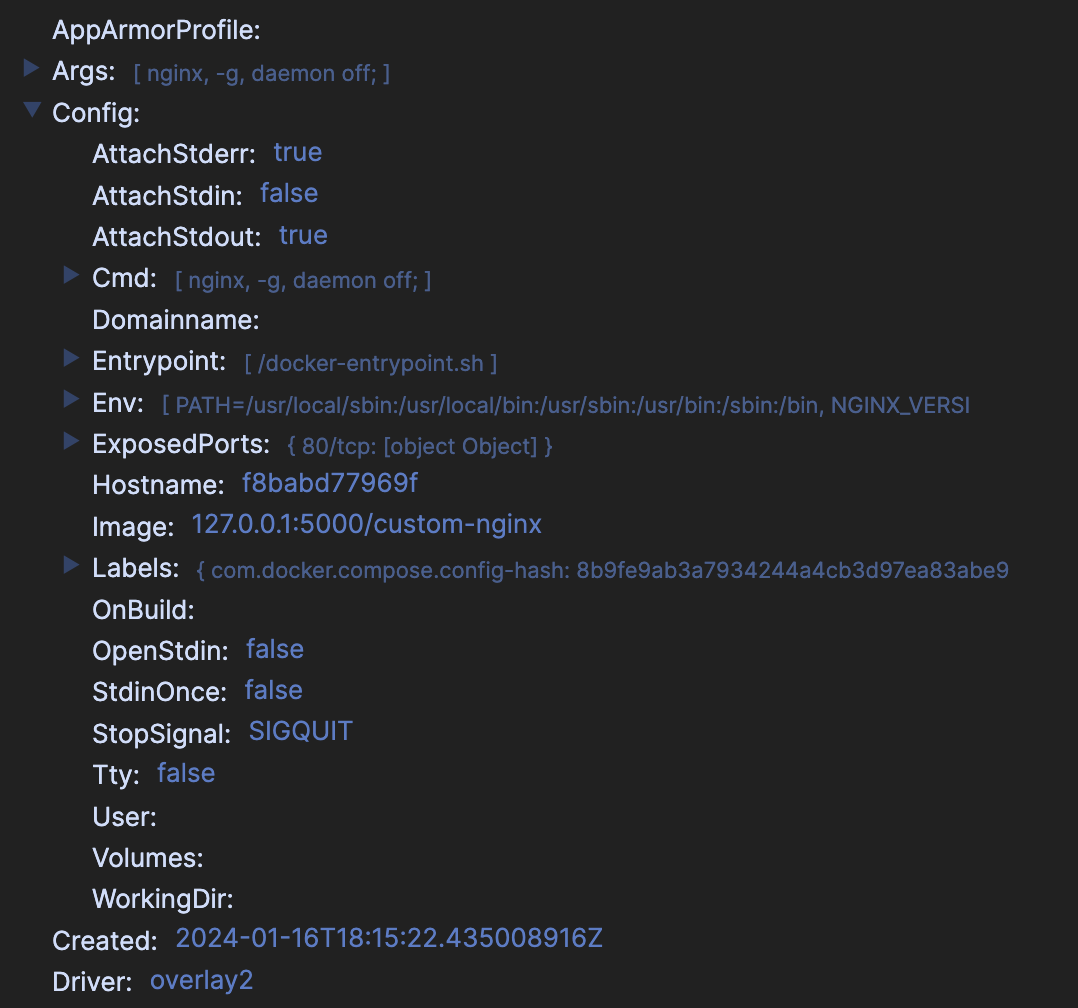 AppArmorProfile:
Args: [ nginx, -g, daemon off; ]
Config:
AttachStderr: true
AttachStdin: false
AttachStdout: true
Cmd: [ nginx, -g, daemon off; ]
Domainname:
Entrypoint: [ /docker-entrypoint.sh ]
Env: [ PATH=/usr/local/sbin:/usr/local/bin:/usr/sbin:/usr/bin:/sbin:/bin, NGINX_VERSI
ExposedPorts: { 80/tcp: [object Object] }
Hostname: f8babd77969f
Image: 127.0.0.1:5000/custom-nginx
Labels: { com.docker.compose.config-hash: 8b9fe9ab3a7934244a4cb3d97ea83abe9
OnBuild:
OpenStdin: false
StdinOnce: false
StopSignal: SIGQUIT
Tty: false
User:
Volumes:
WorkingDir:
Created: 2024-01-16T18:15:22.435008916Z
Driver: overlay2